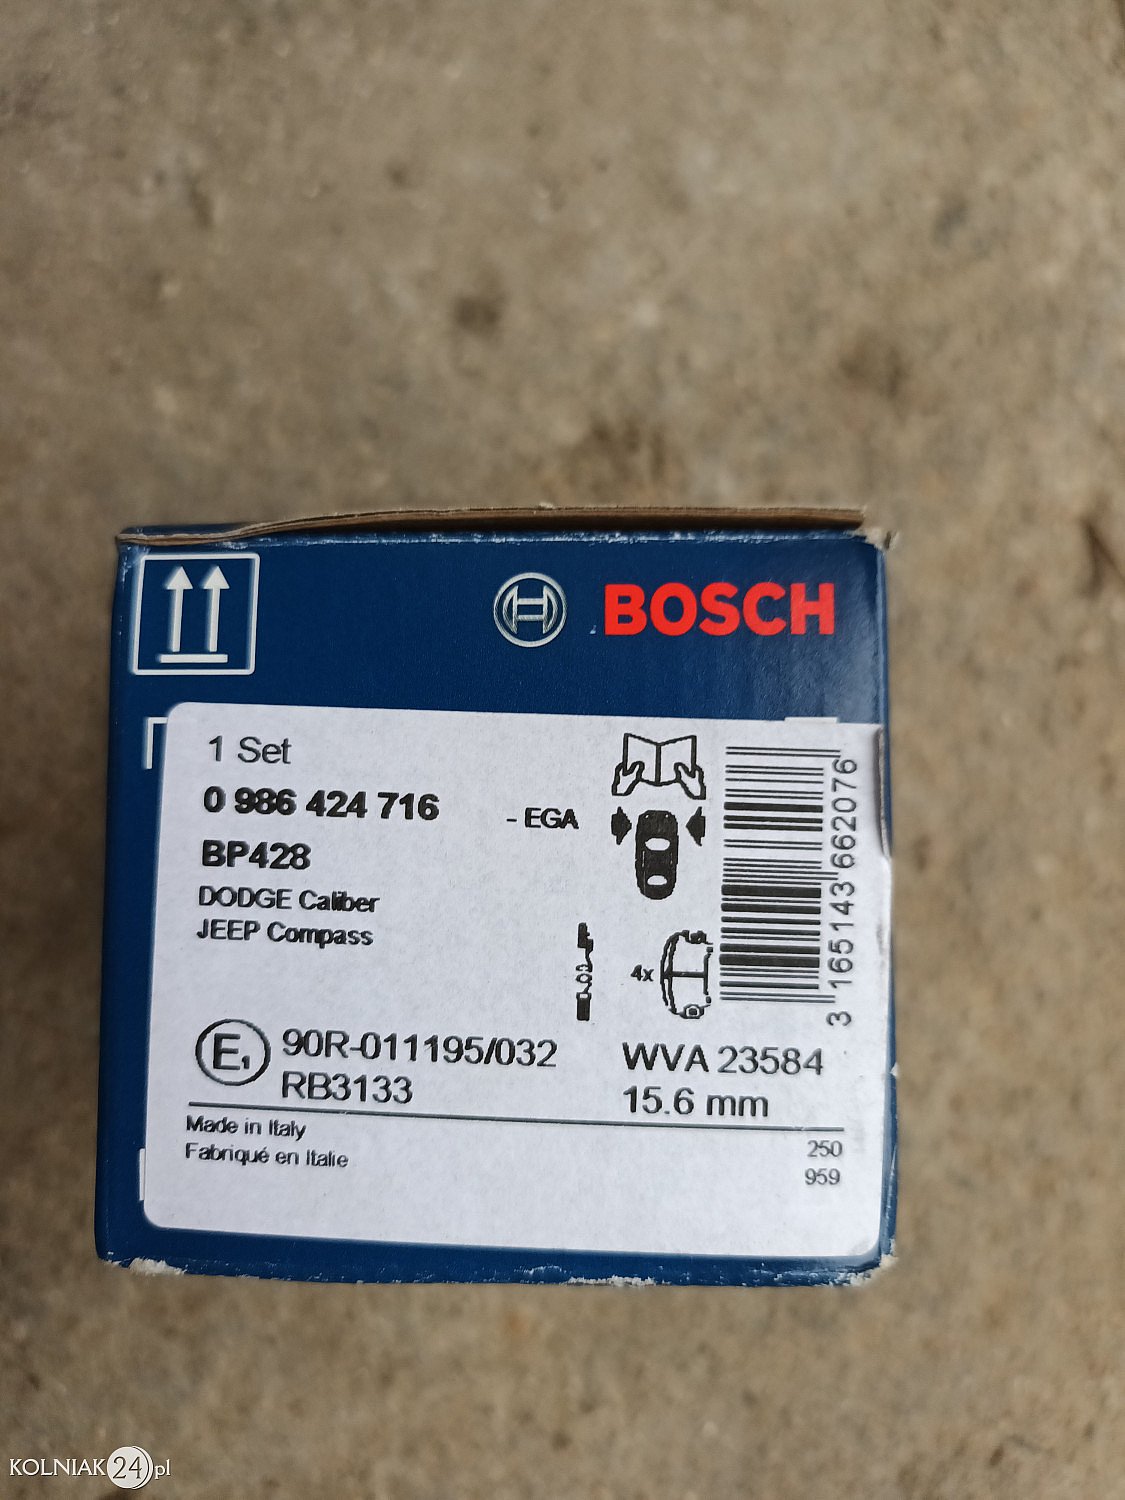 BOSCH
1 Set
0 986 424 716
- EGA
BP428
DODGE Caliber
JEEP Compass
4x
3 165143 662076
E1
90R-011195/032
WVA 23584
RB3133
15.6 mm
Made in Italy
250
Fabriqué en Italie
959
KOLNIAK24.pl